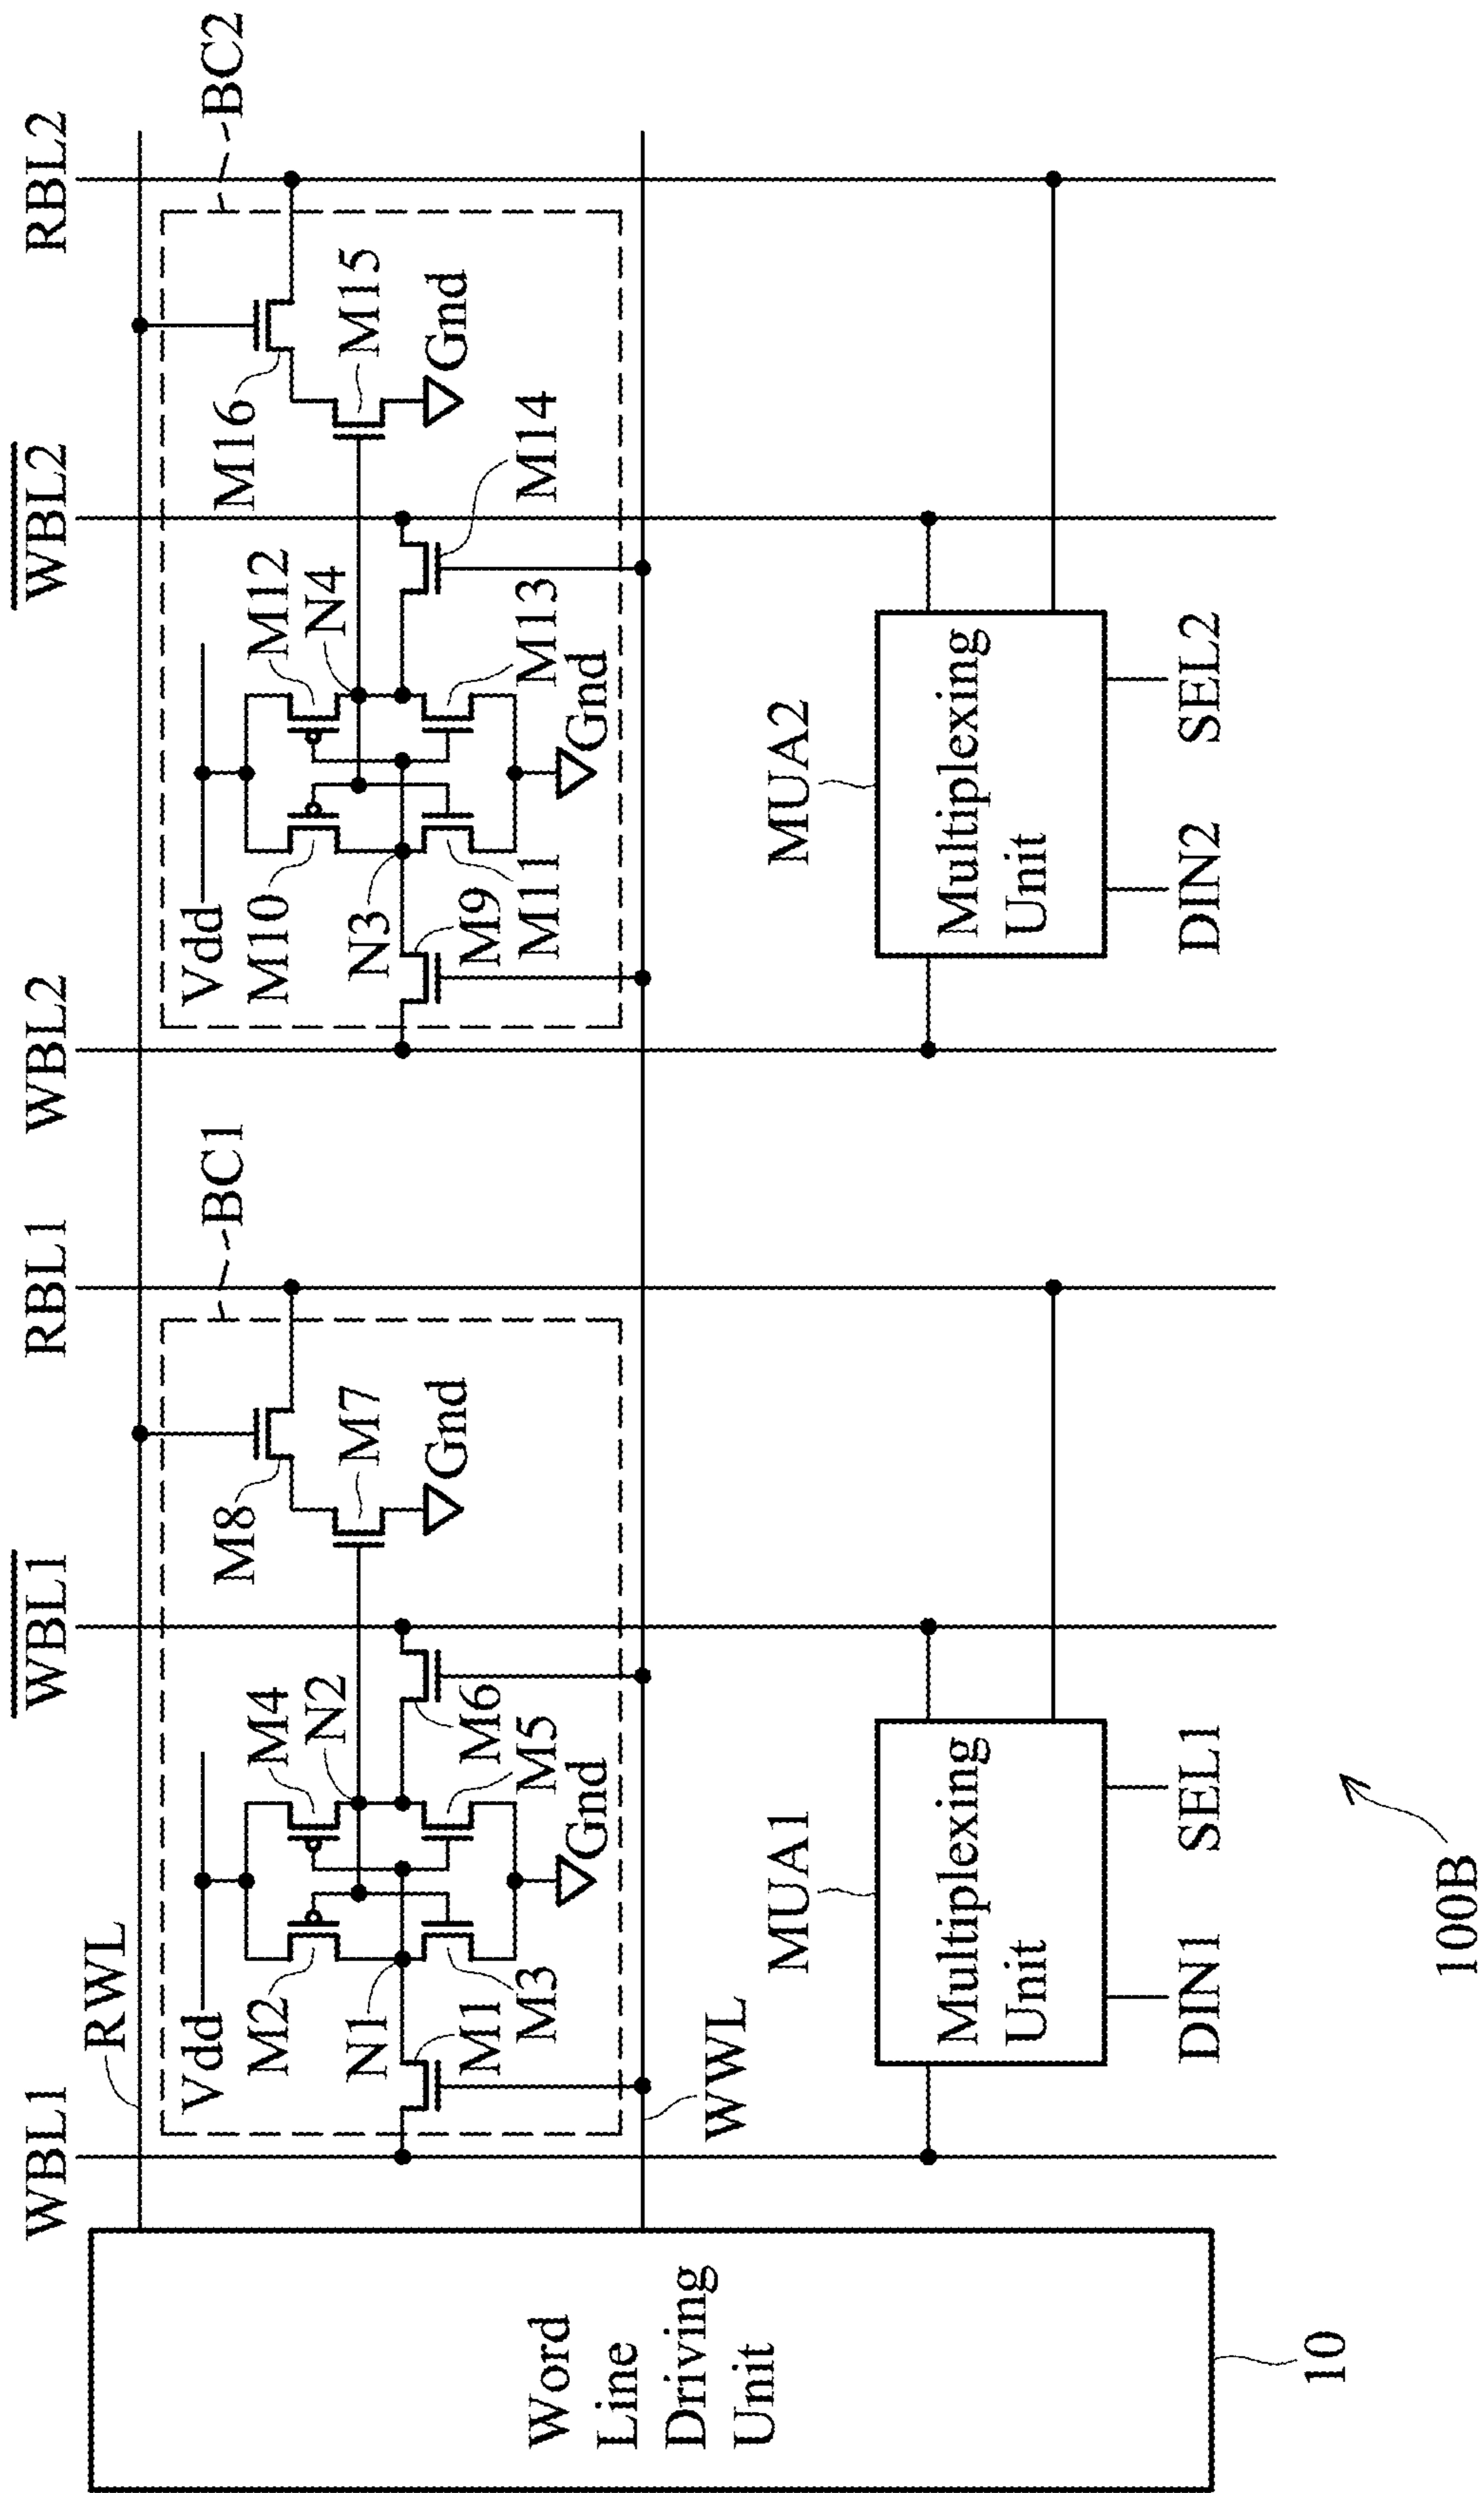 WBL1
W̅B̅L̅1̅
RBL1
WBL2
W̅B̅L̅2̅
RBL2
RWL
BC1
BC2
Vdd
M8
Vdd
M16
M2
M4
M10
M12
N1
N2
M7
N3
N4
M15
M1
M6
Gnd
M9
Gnd
M3
M5
M11
M13
M14
Gnd
Gnd
WWL
Word
Line
Driving
Unit
MUA1
MUA2
Multiplexing
Unit
Multiplexing
Unit
DIN1
SEL1
DIN2
SEL2
10
100B